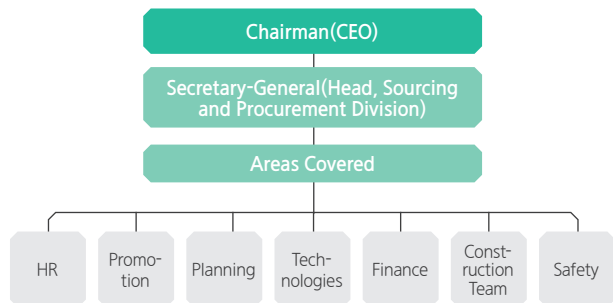 Chairman(CEO)
Secretary-General(Head, Sourcing
and Procurement Division)
Areas Covered
HR
Promo-
tion
Planning
Tech-
nologies
Finance
Const-
ruction
Team
Safety